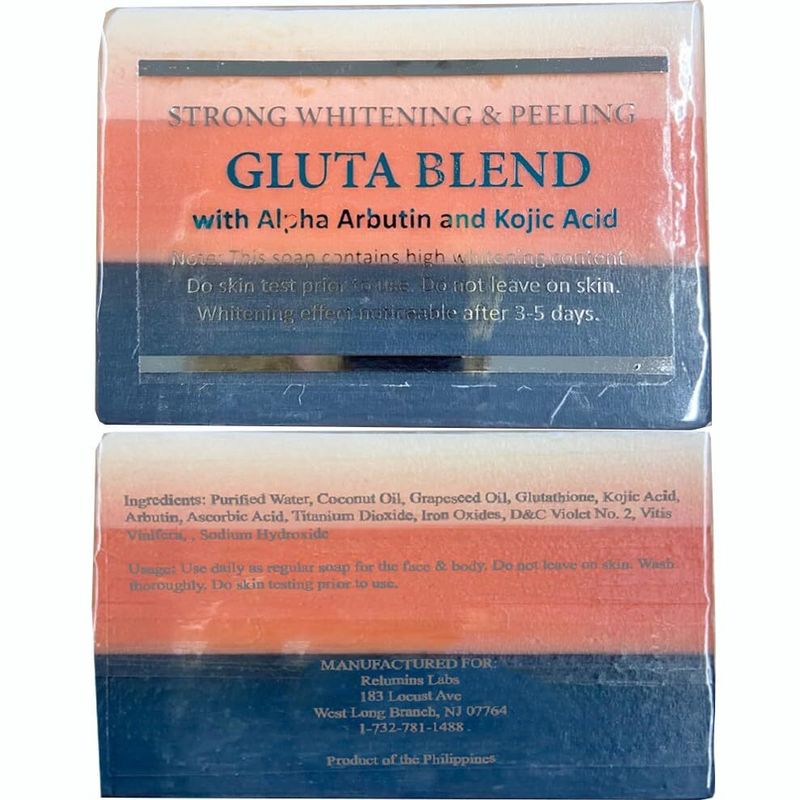 STRONG WHITENING & PEELING
GLUTA BLEND
with Alpha Arbutin and Kojic Acid
Note: This soap contains high whitening content.
Do skin test prior to use. Do not leave on skin.
Whitening effect noticeable after 3-5 days.
Ingredients: Purified Water, Coconut Oil, Grapeseed Oil, Glutathione, Kojic Acid,
Arbutin, Ascorbic Acid, Titanium Dioxide, Iron Oxides, D&C Violet No. 2, Vitis
Vinifera, , Sodium Hydroxide
Usage: Use daily as regular soap for the face & body. Do not leave on skin. Wash
thoroughly. Do skin testing prior to use.
MANUFACTURED FOR:
Relumins Labs
183 Locust Ave
West Long Branch, NJ 07764
1-732-781-1488
Product of the Philippines